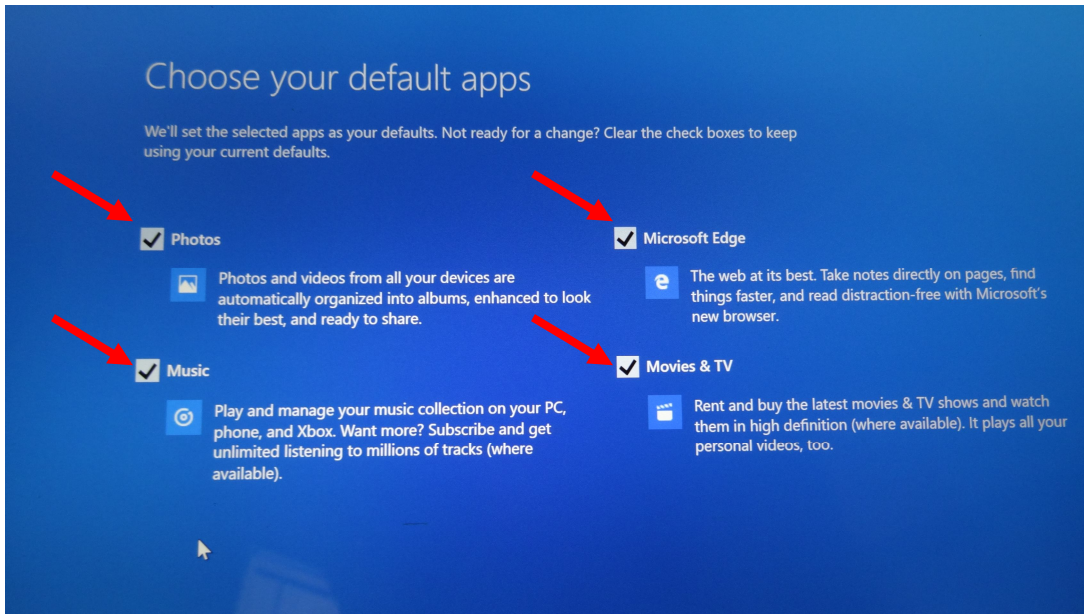 Choose your default apps
We'll set the selected apps as your defaults. Not ready for a change? Clear the check boxes to keep
using your current defaults.
Photos
Photos and videos from all your devices are
automatically organized into albums, enhanced to look
their best, and ready to share.
Microsoft Edge
The web at its best. Take notes directly on pages, find
things faster, and read distraction-free with Microsoft's
new browser.
Music
Play and manage your music collection on your PC,
phone, and Xbox. Want more? Subscribe and get
unlimited listening to millions of tracks (where
available).
Movies & TV
Rent and buy the latest movies & TV shows and watch
them in high definition (where available). It plays all your
personal videos, too.